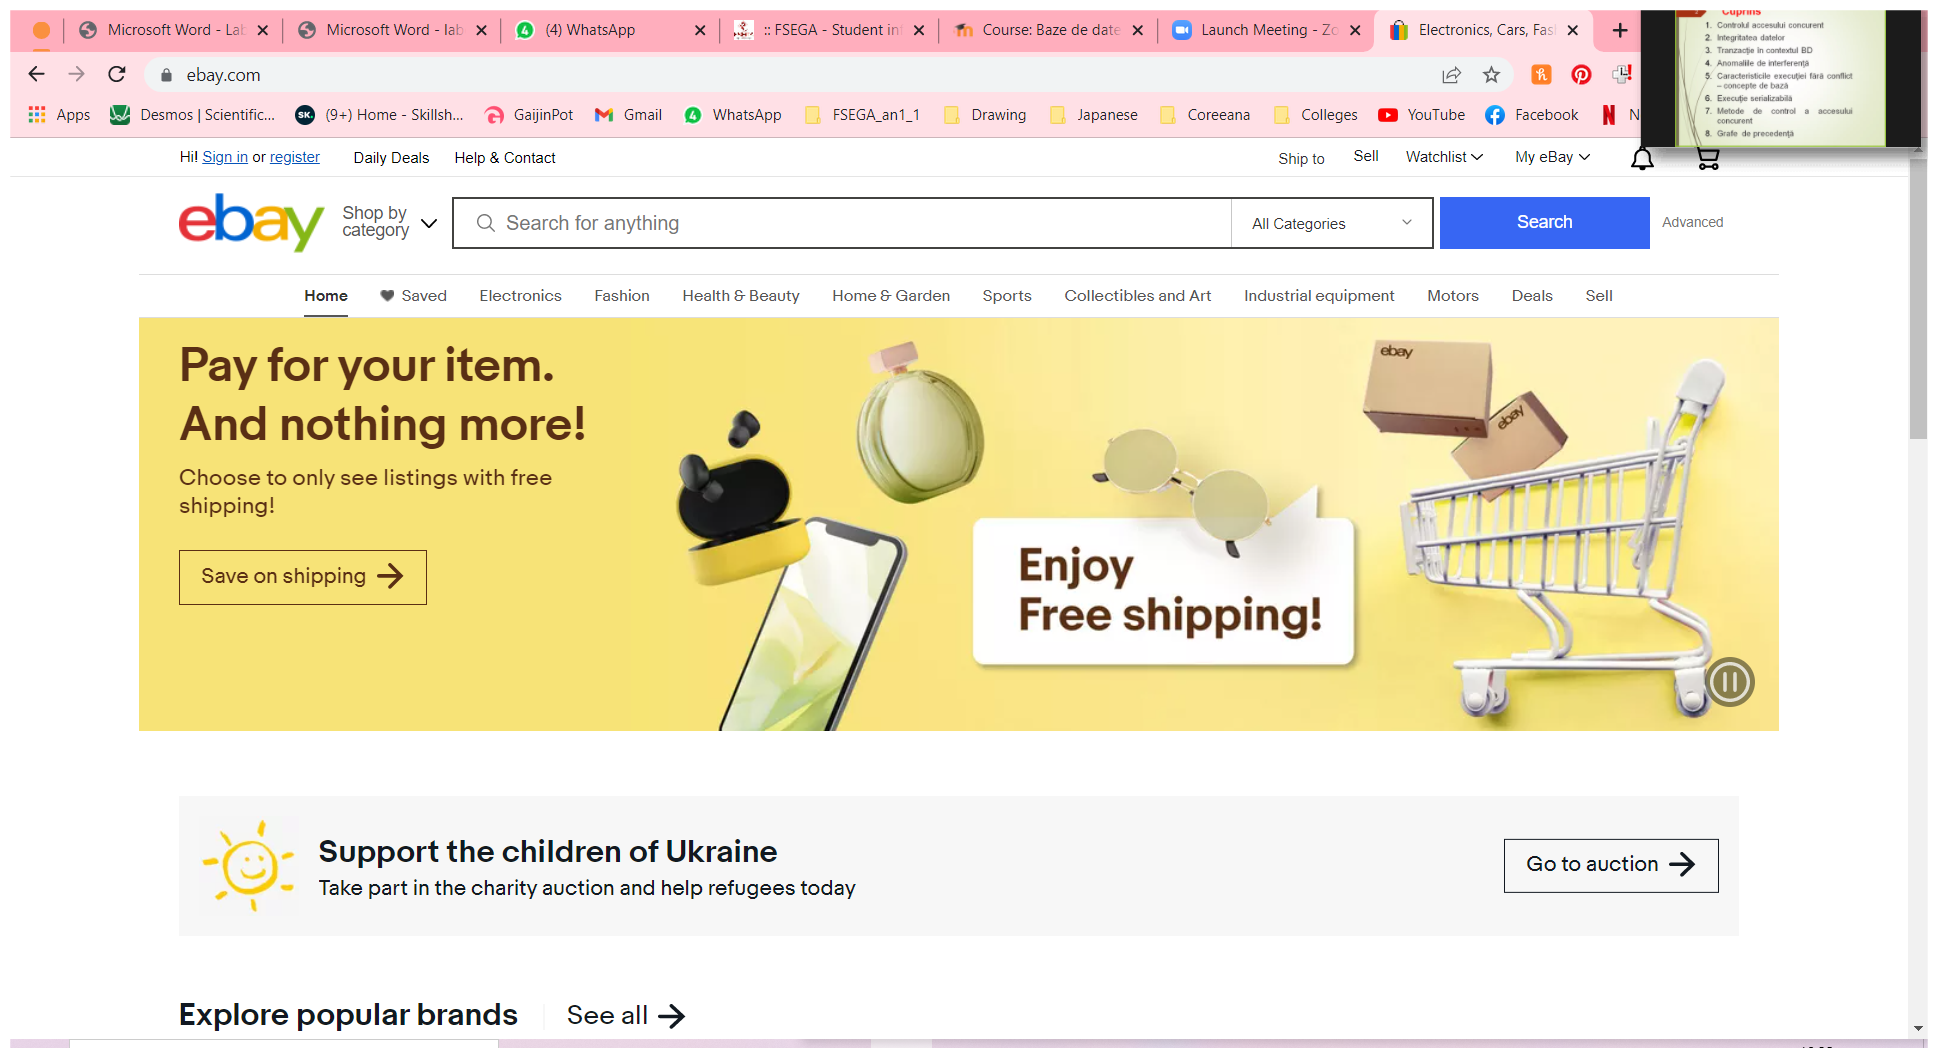 Microsoft Word - Lab
Microsoft Word - lab
(4) WhatsApp
:: FSEGA - Student inf
Course: Baze de date
Launch Meeting - Zo
Electronics, Cars, Fas
Cuprins
1. Controlul accesului concurent
2. Integritatea datelor
3. Tranzacție în contextul BD
4. Anomaliile de interferență
5. Caracteristicile execuției fără conflict
– concepte de bază
6. Execuție serializabilă
7. Metode de control a accesului
concurent
8. Grafe de precedență
ebay.com
Apps
Desmos | Scientific...
SK.
(9+) Home - Skillsh...
GaijinPot
Gmail
4
WhatsApp
FSEGA_an1_1
Drawing
Japanese
Coreeana
Colleges
YouTube
Facebook
N
Hi! Sign in or register
Daily Deals
Help & Contact
Ship to
Sell
Watchlist
My eBay
ebay
Shop by
category
Search for anything
All Categories
Search
Advanced
Home
Saved
Electronics
Fashion
Health & Beauty
Home & Garden
Sports
Collectibles and Art
Industrial equipment
Motors
Deals
Sell
Pay for your item.
And nothing more!
Choose to only see listings with free
shipping!
Save on shipping
ebay
ebay
Enjoy
Free shipping!
Support the children of Ukraine
Take part in the charity auction and help refugees today
Go to auction
Explore popular brands
See all